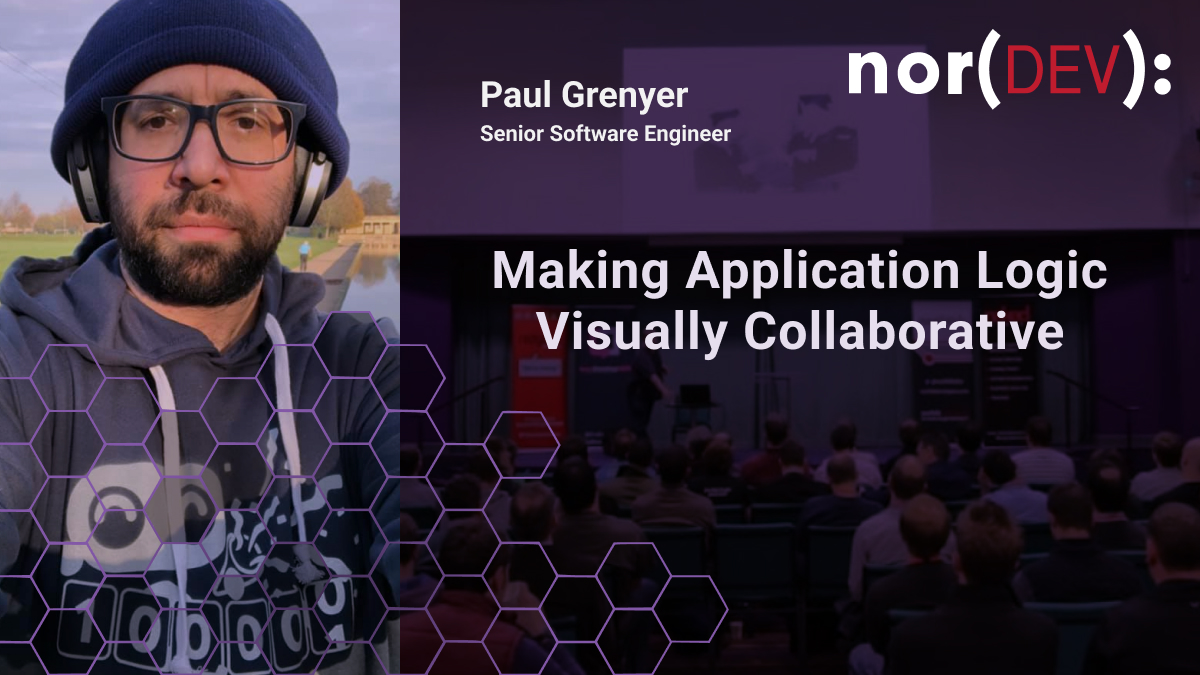 nor(DEV):
Paul Grenyer
Senior Software Engineer
Making Application Logic
Visually Collaborative